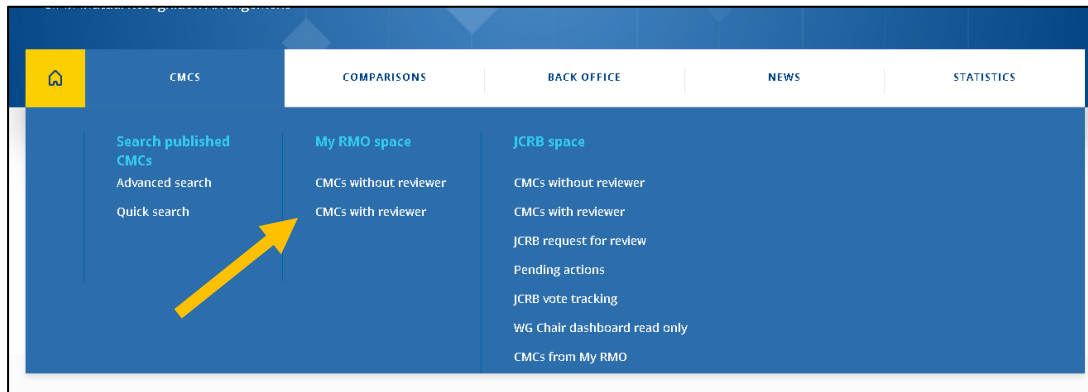 CMCS
COMPARISONS
BACK OFFICE
NEWS
STATISTICS
Search published
CMCs
Advanced search
Quick search
My RMO space
CMCs without reviewer
CMCs with reviewer
JCRB space
CMCs without reviewer
CMCs with reviewer
JCRB request for review
Pending actions
JCRB vote tracking
WG Chair dashboard read only
CMCs from My RMO